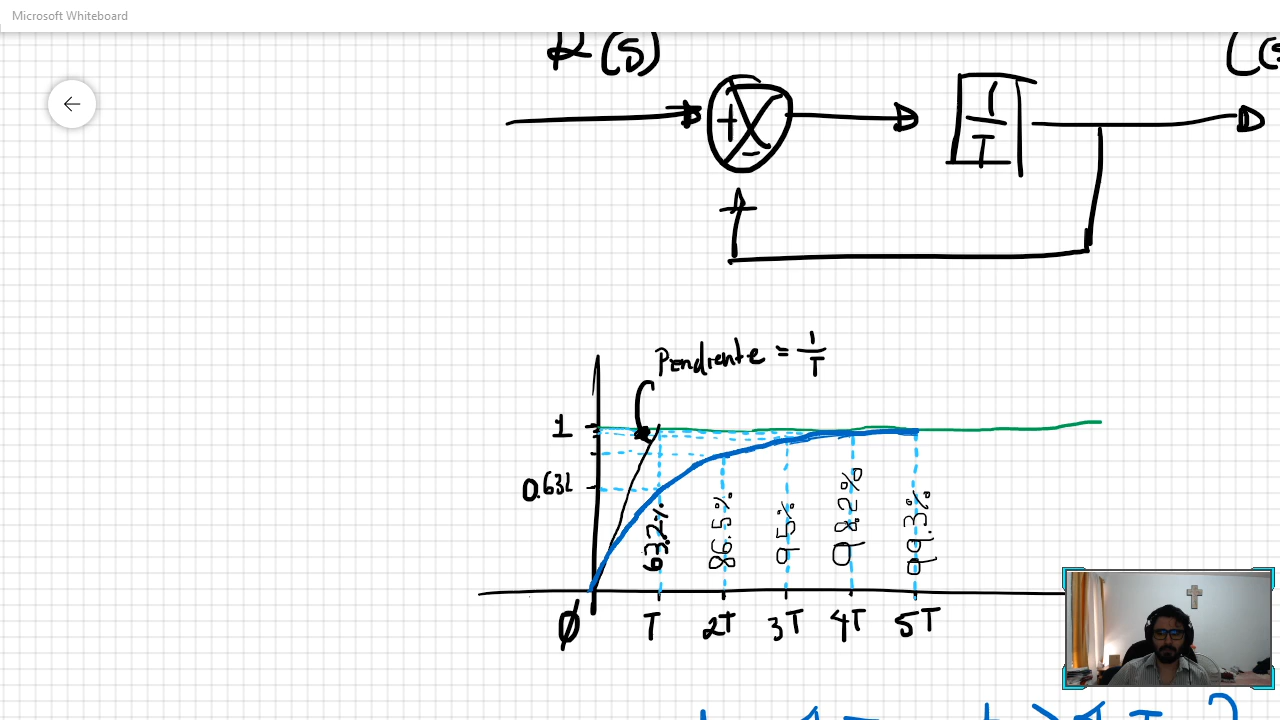 Microsoft Whiteboard
R(s)
C(s
+
-
1
T
Pendiente = 1/T
1
0.632
63.2%
86.5%
95%
98.2%
99.3%
0
T 2T 3T 4T 5T